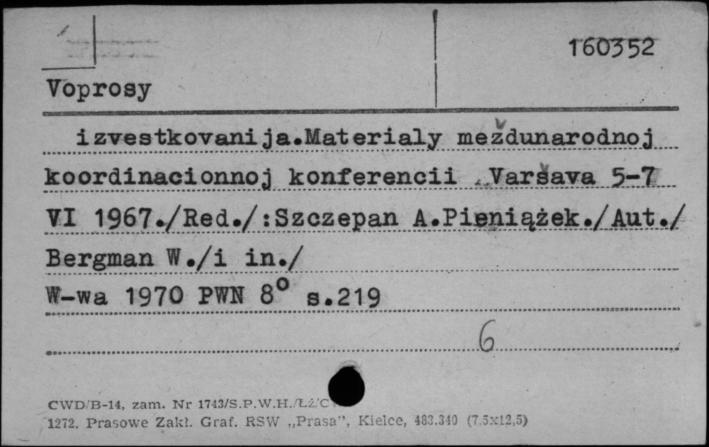 160352
Voprosy
izvestkovanija.Materialy meždunarodnoj
koordinacionnoj konferencii Varšava 5-7
VI 1967./Red./:Szczepan A.Pieniążek./Aut./
Bergman W./i in./
W-wa 1970 PWN 8° s.219
6
CWD/B-14, zam. Nr 1743/S.P.W.H./ŁŻ/C
1272. Prasowe Zakł. Graf. RSW „Prasa”, Kielce, 483.340 (7,5x12,5)